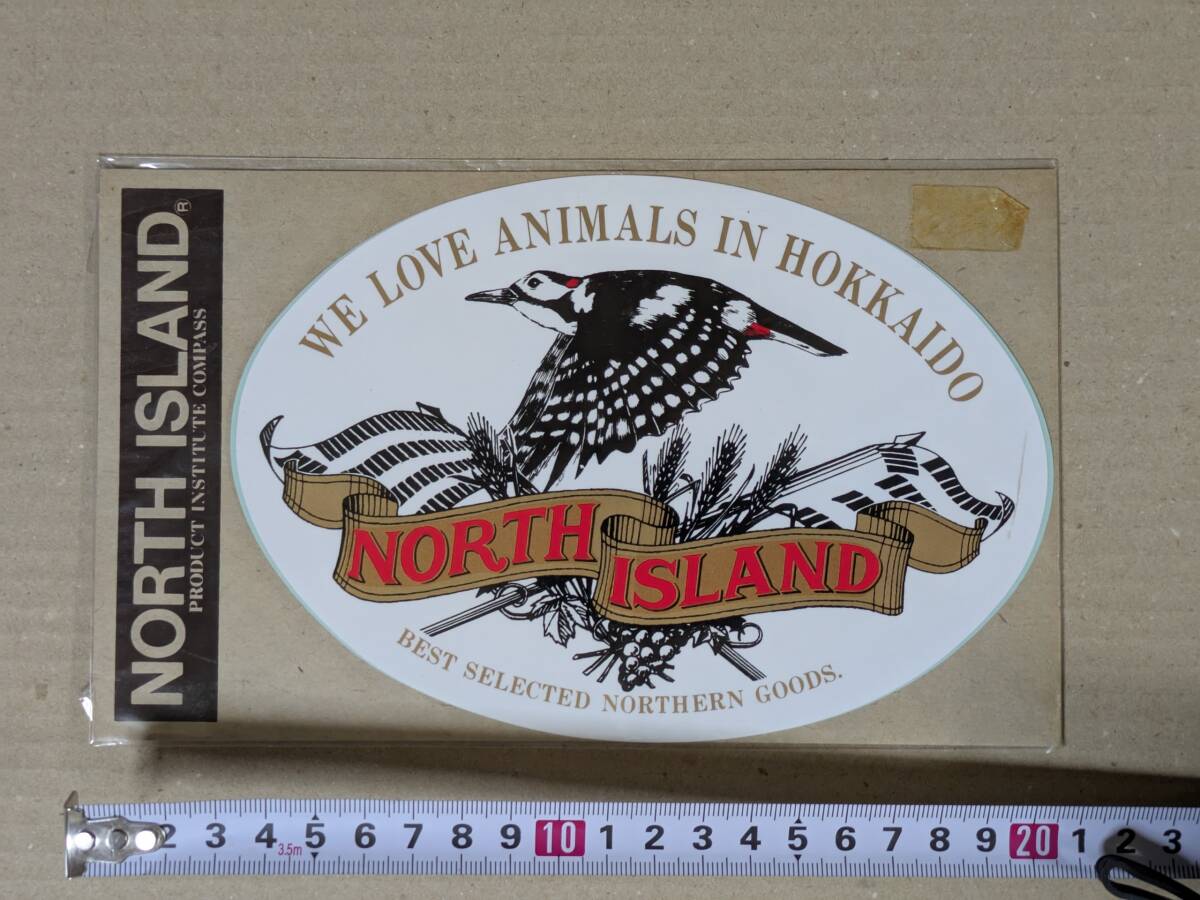 NORTH ISLAND®
PRODUCT INSTITUTE COMPASS
WE LOVE ANIMALS IN HOKKAIDO
NORTH
ISLAND
BEST SELECTED NORTHERN GOODS.
2 3 4 5 6 7 8 9 10 1 2 3 4 5 6 7 8 9 20 1 2 3
3.5m